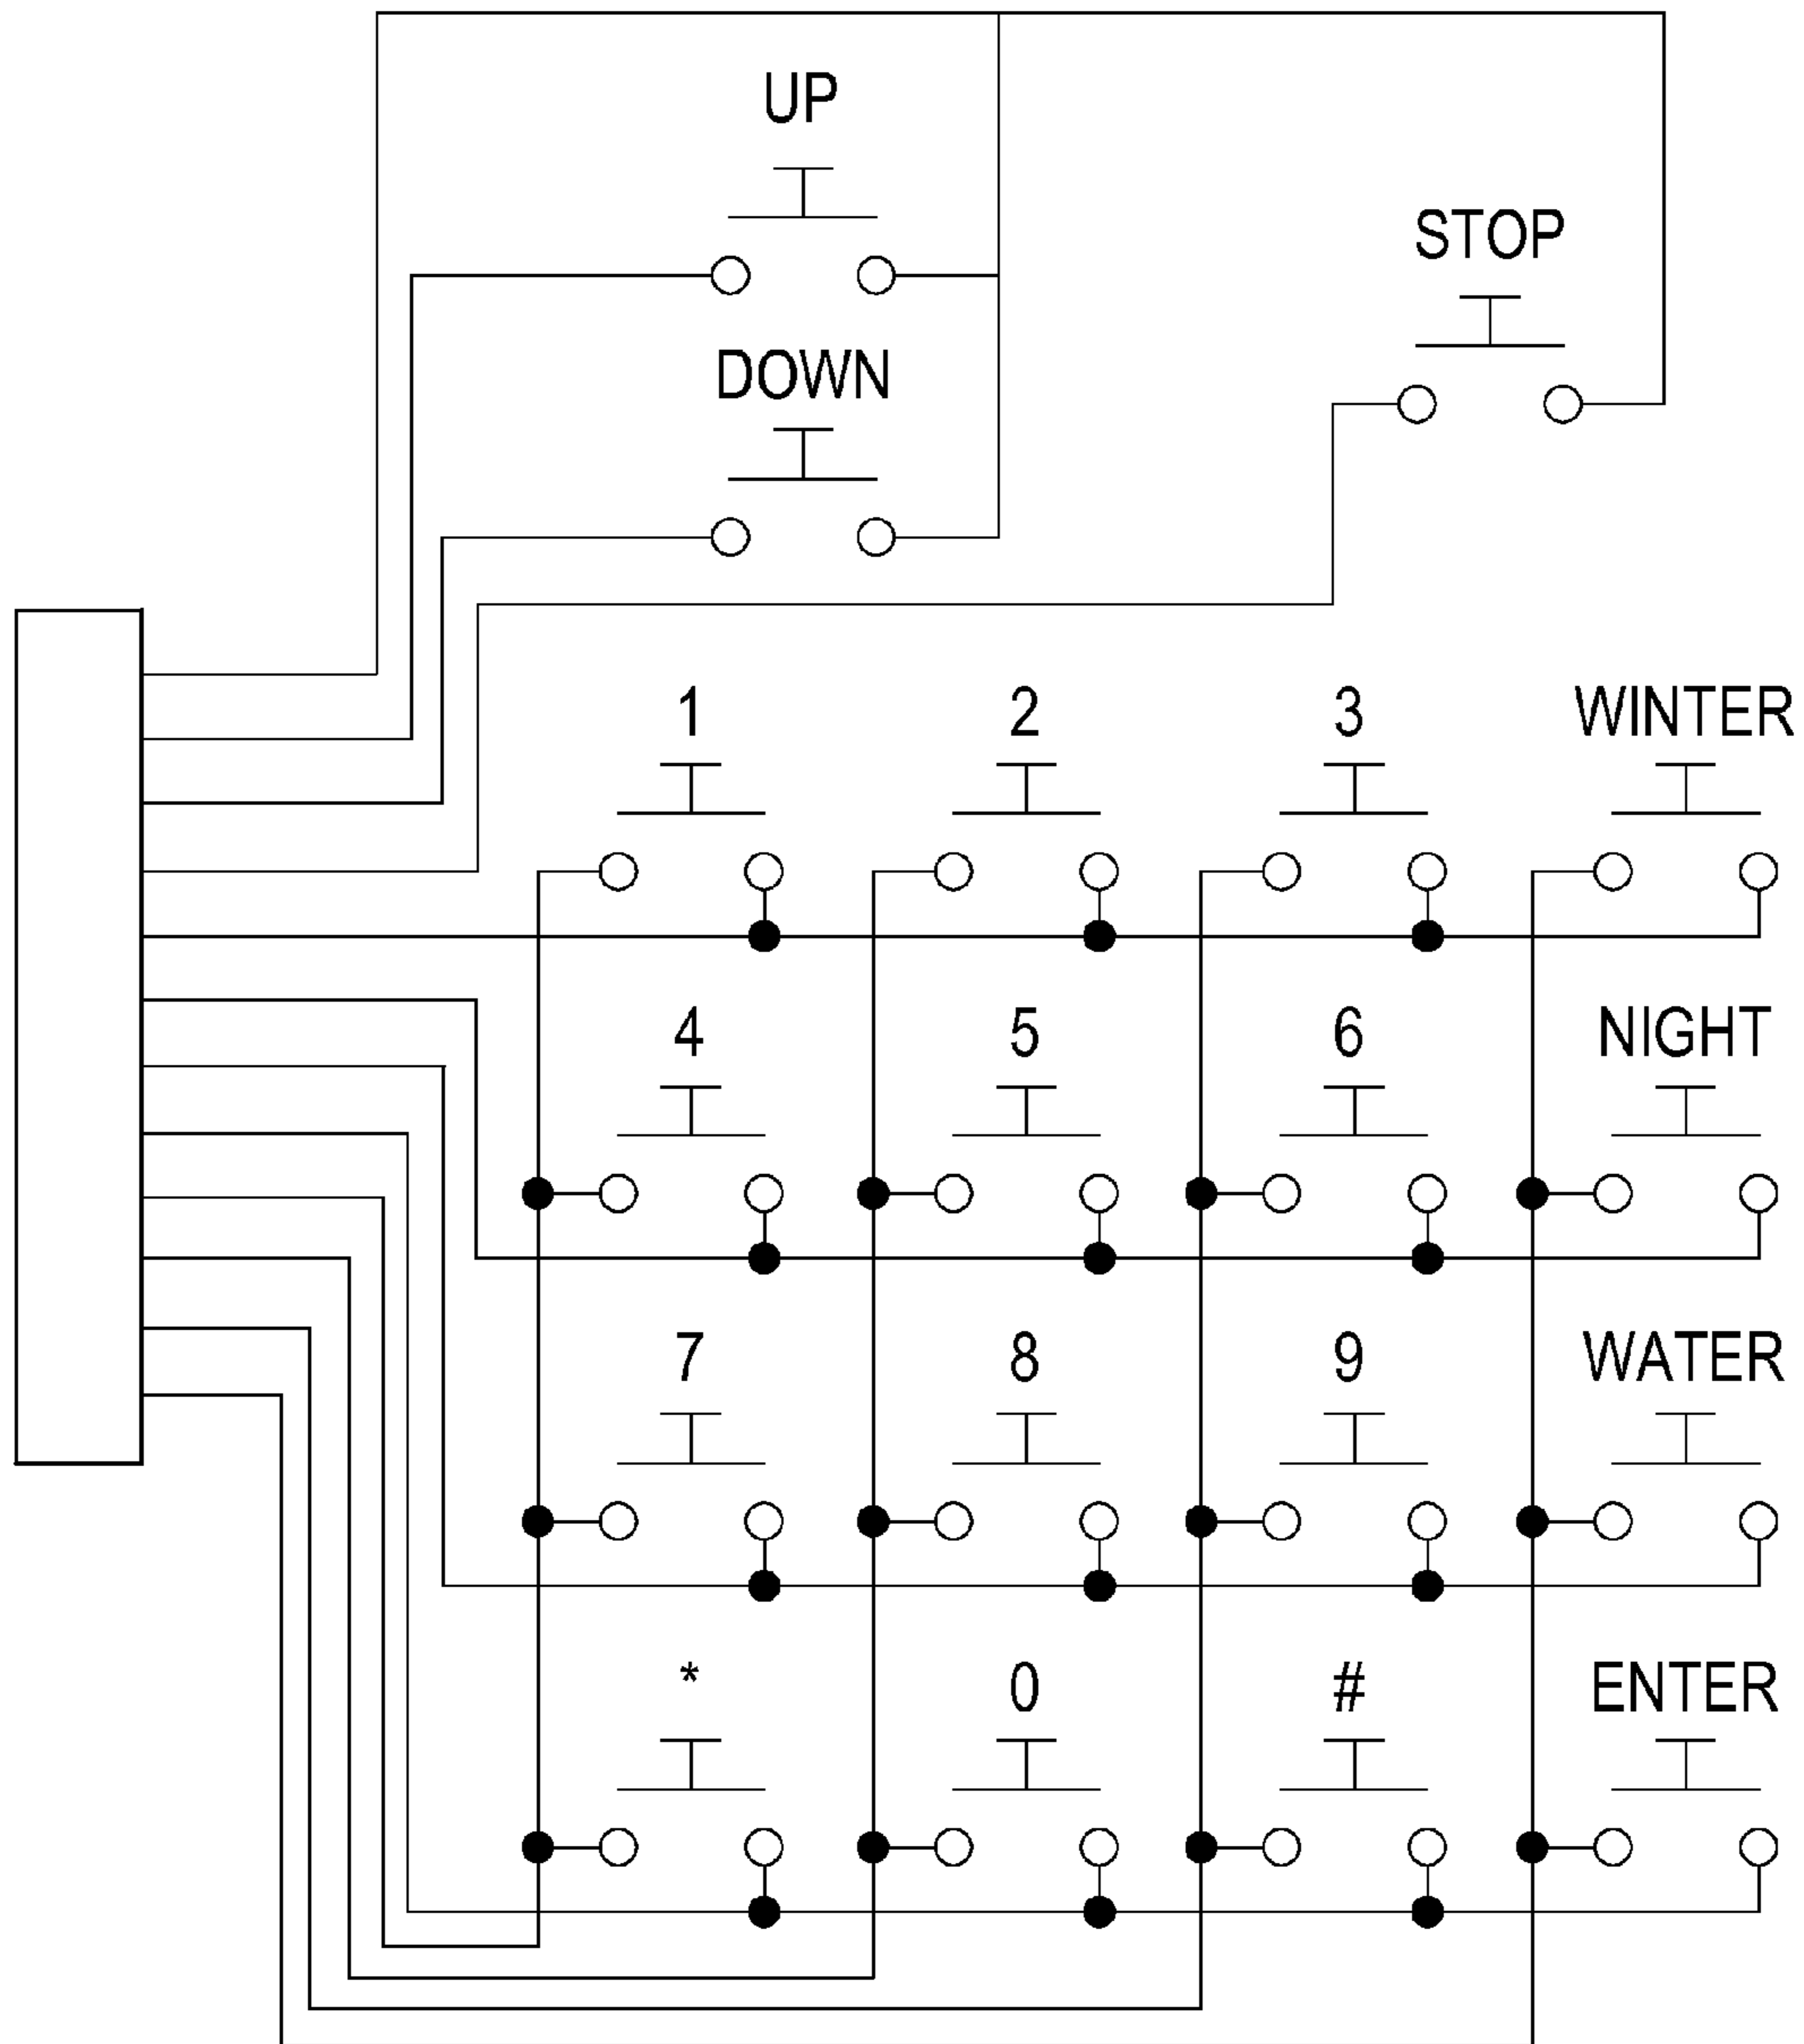 UP
STOP
DOWN
1 2 3 WINTER
4 5 6 NIGHT
7 8 9 WATER
* 0 # ENTER